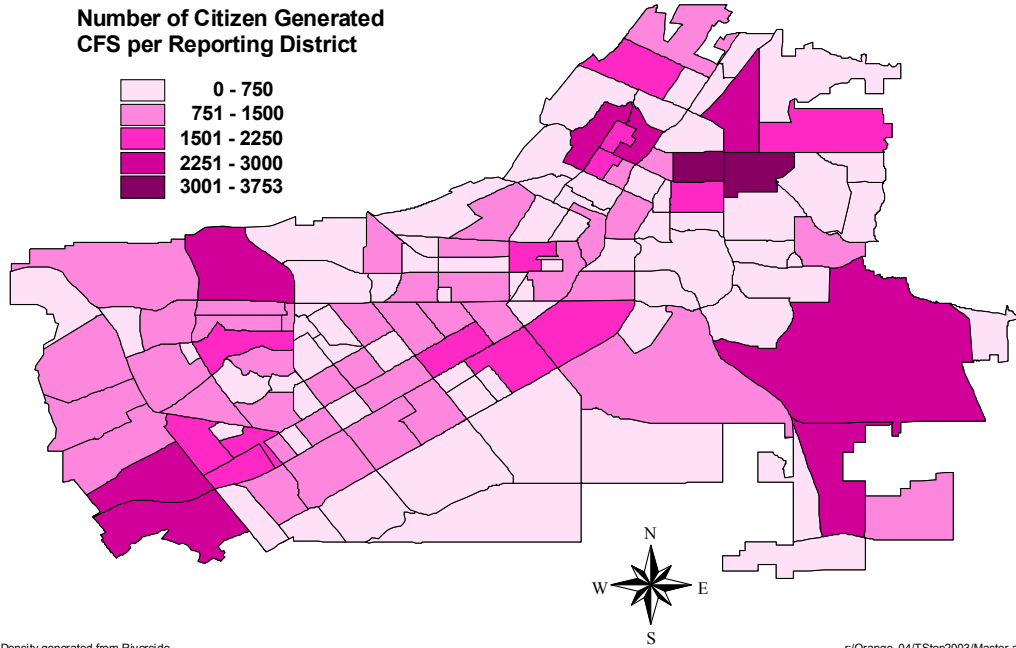 Number of Citizen Generated
CFS per Reporting District
0 - 750
751 - 1500
1501 - 2250
2251 - 3000
3001 - 3753
N
W
E
S
Density generated from Riverside